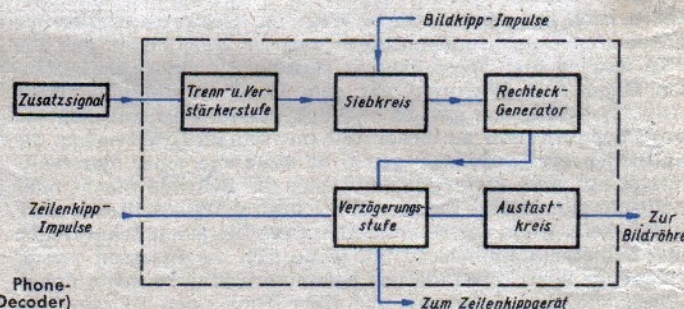 Bildkipp-Impulse
Zusatzsignal
Trenn-u. Ver-
stärkerstufe
Siebkreis
Rechteck-
Generator
Zeilenkipp-
Impulse
Verzögerungs-
stufe
Austast-
kreis
Zur
Bildröhre
Phone-
Decoder)
Zum Zeilenkippgerät